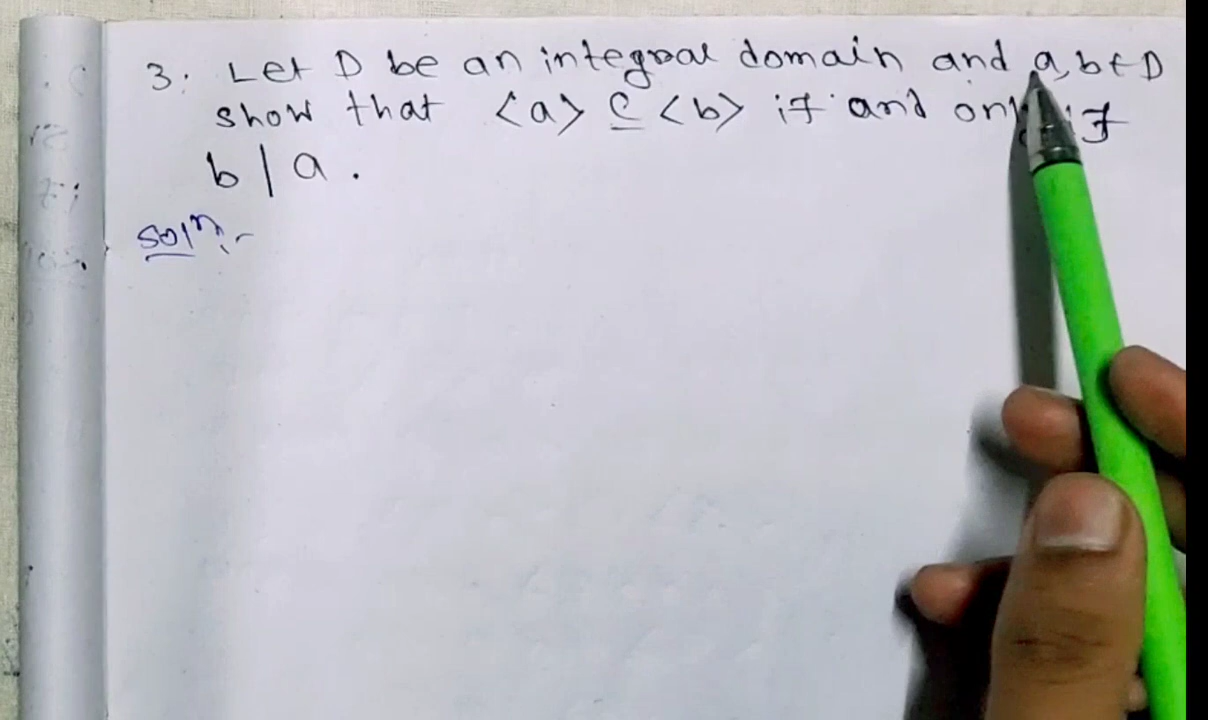 3. Let D be an integral domain and a, b ∈ D
show that <a> ⊆ <b> if and only if
b | a.
Solⁿ:-